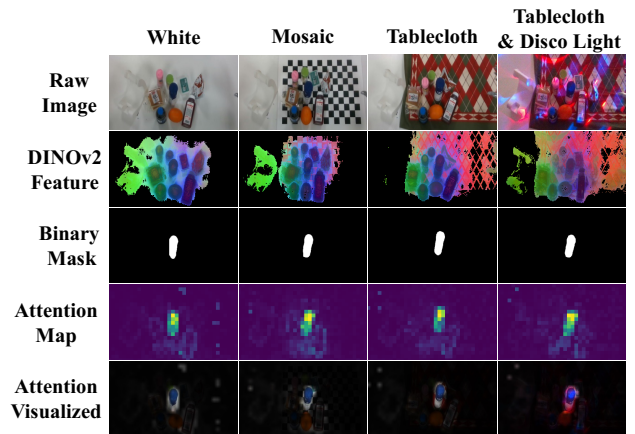 White
Mosaic
Tablecloth
Tablecloth
& Disco Light
Raw
Image
DINOv2
Feature
Binary
Mask
Attention
Map
Attention
Visualized